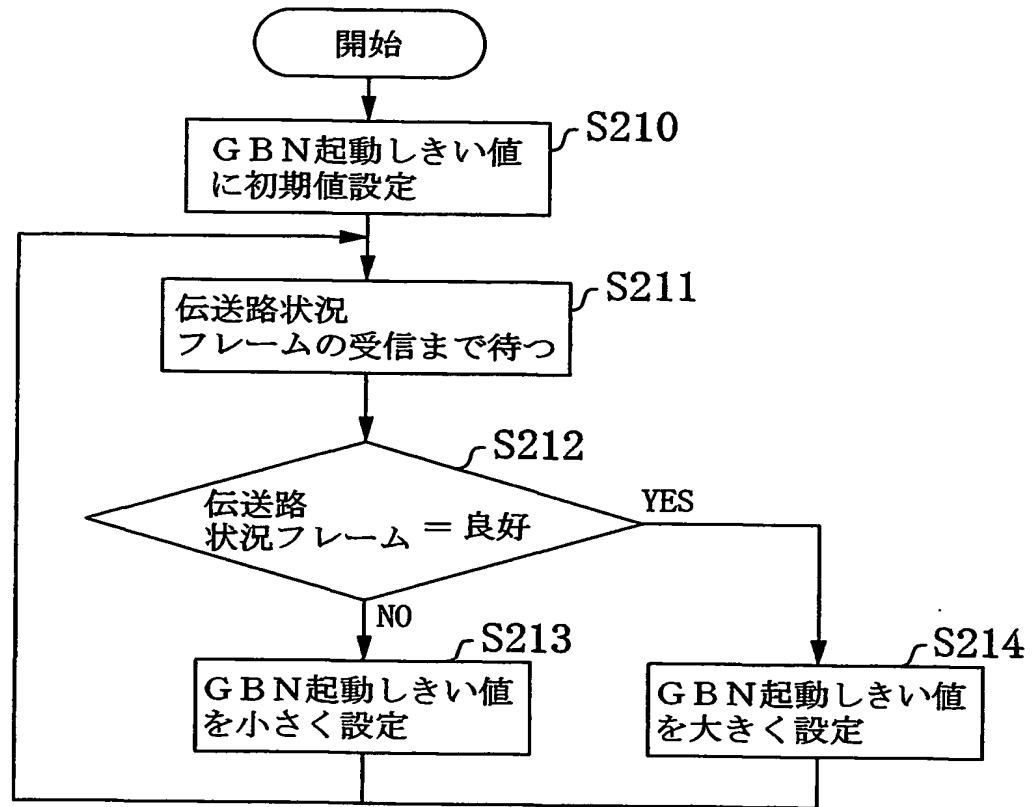 開始
GBN起動しきい値
に初期値設定
S210
伝送路状況
フレームの受信まで待つ
S211
S212
伝送路
状況フレーム = 良好
YES
NO
S213
GBN起動しきい値
を小さく設定
S214
GBN起動しきい値
を大きく設定